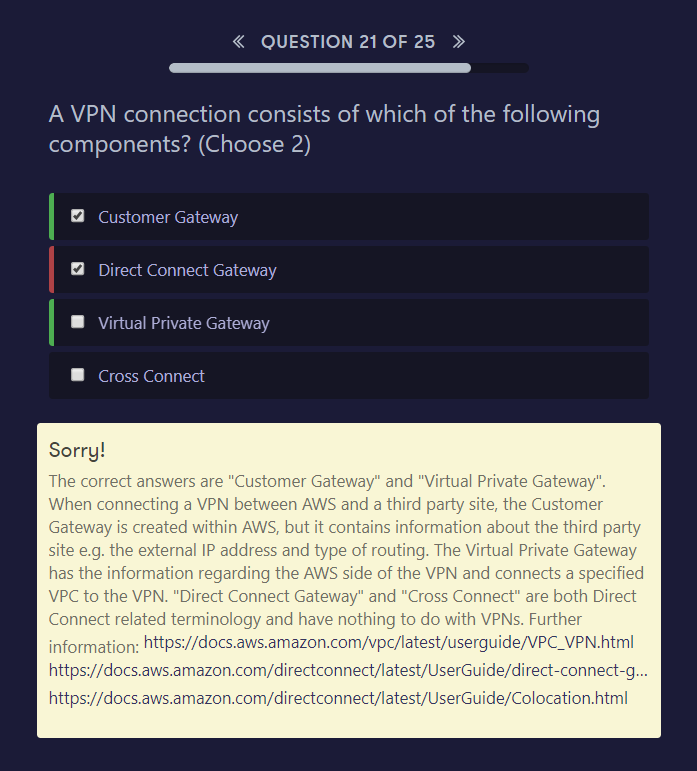 « QUESTION 21 OF 25 »
A VPN connection consists of which of the following
components? (Choose 2)
Customer Gateway
Direct Connect Gateway
Virtual Private Gateway
Cross Connect
Sorry!
The correct answers are "Customer Gateway" and "Virtual Private Gateway".
When connecting a VPN between AWS and a third party site, the Customer
Gateway is created within AWS, but it contains information about the third party
site e.g. the external IP address and type of routing. The Virtual Private Gateway
has the information regarding the AWS side of the VPN and connects a specified
VPC to the VPN. "Direct Connect Gateway" and "Cross Connect" are both Direct
Connect related terminology and have nothing to do with VPNs. Further
information: https://docs.aws.amazon.com/vpc/latest/userguide/VPC_VPN.html
https://docs.aws.amazon.com/directconnect/latest/UserGuide/direct-connect-g...
https://docs.aws.amazon.com/directconnect/latest/UserGuide/Colocation.html